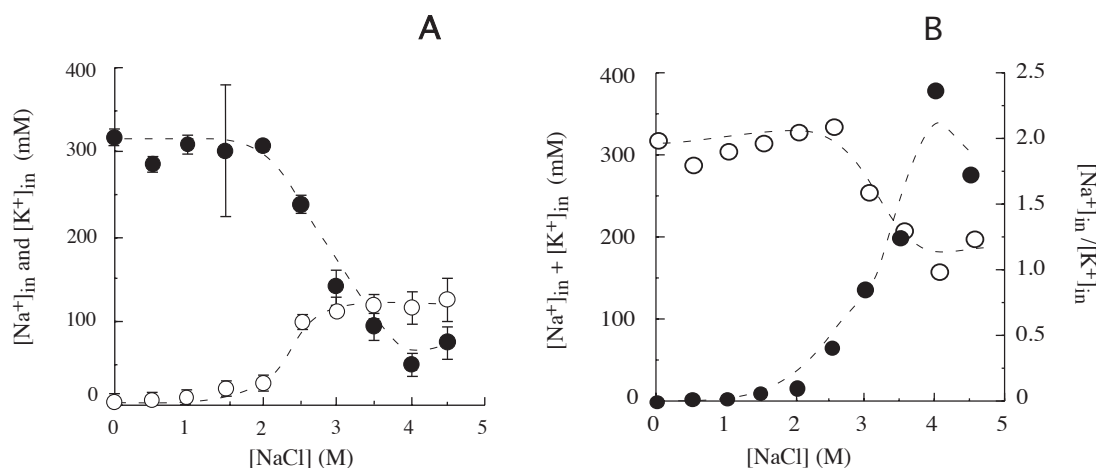 A
400
300
200
100
0
[Na⁺]in and [K⁺]in (mM)
0 1 2 3 4 5
[NaCl] (M)
B
400
300
200
100
0
[Na⁺]in + [K⁺]in (mM)
2.5
2.0
1.5
1.0
0.5
0
[Na⁺]in /[K⁺]in
0 1 2 3 4 5
[NaCl] (M)